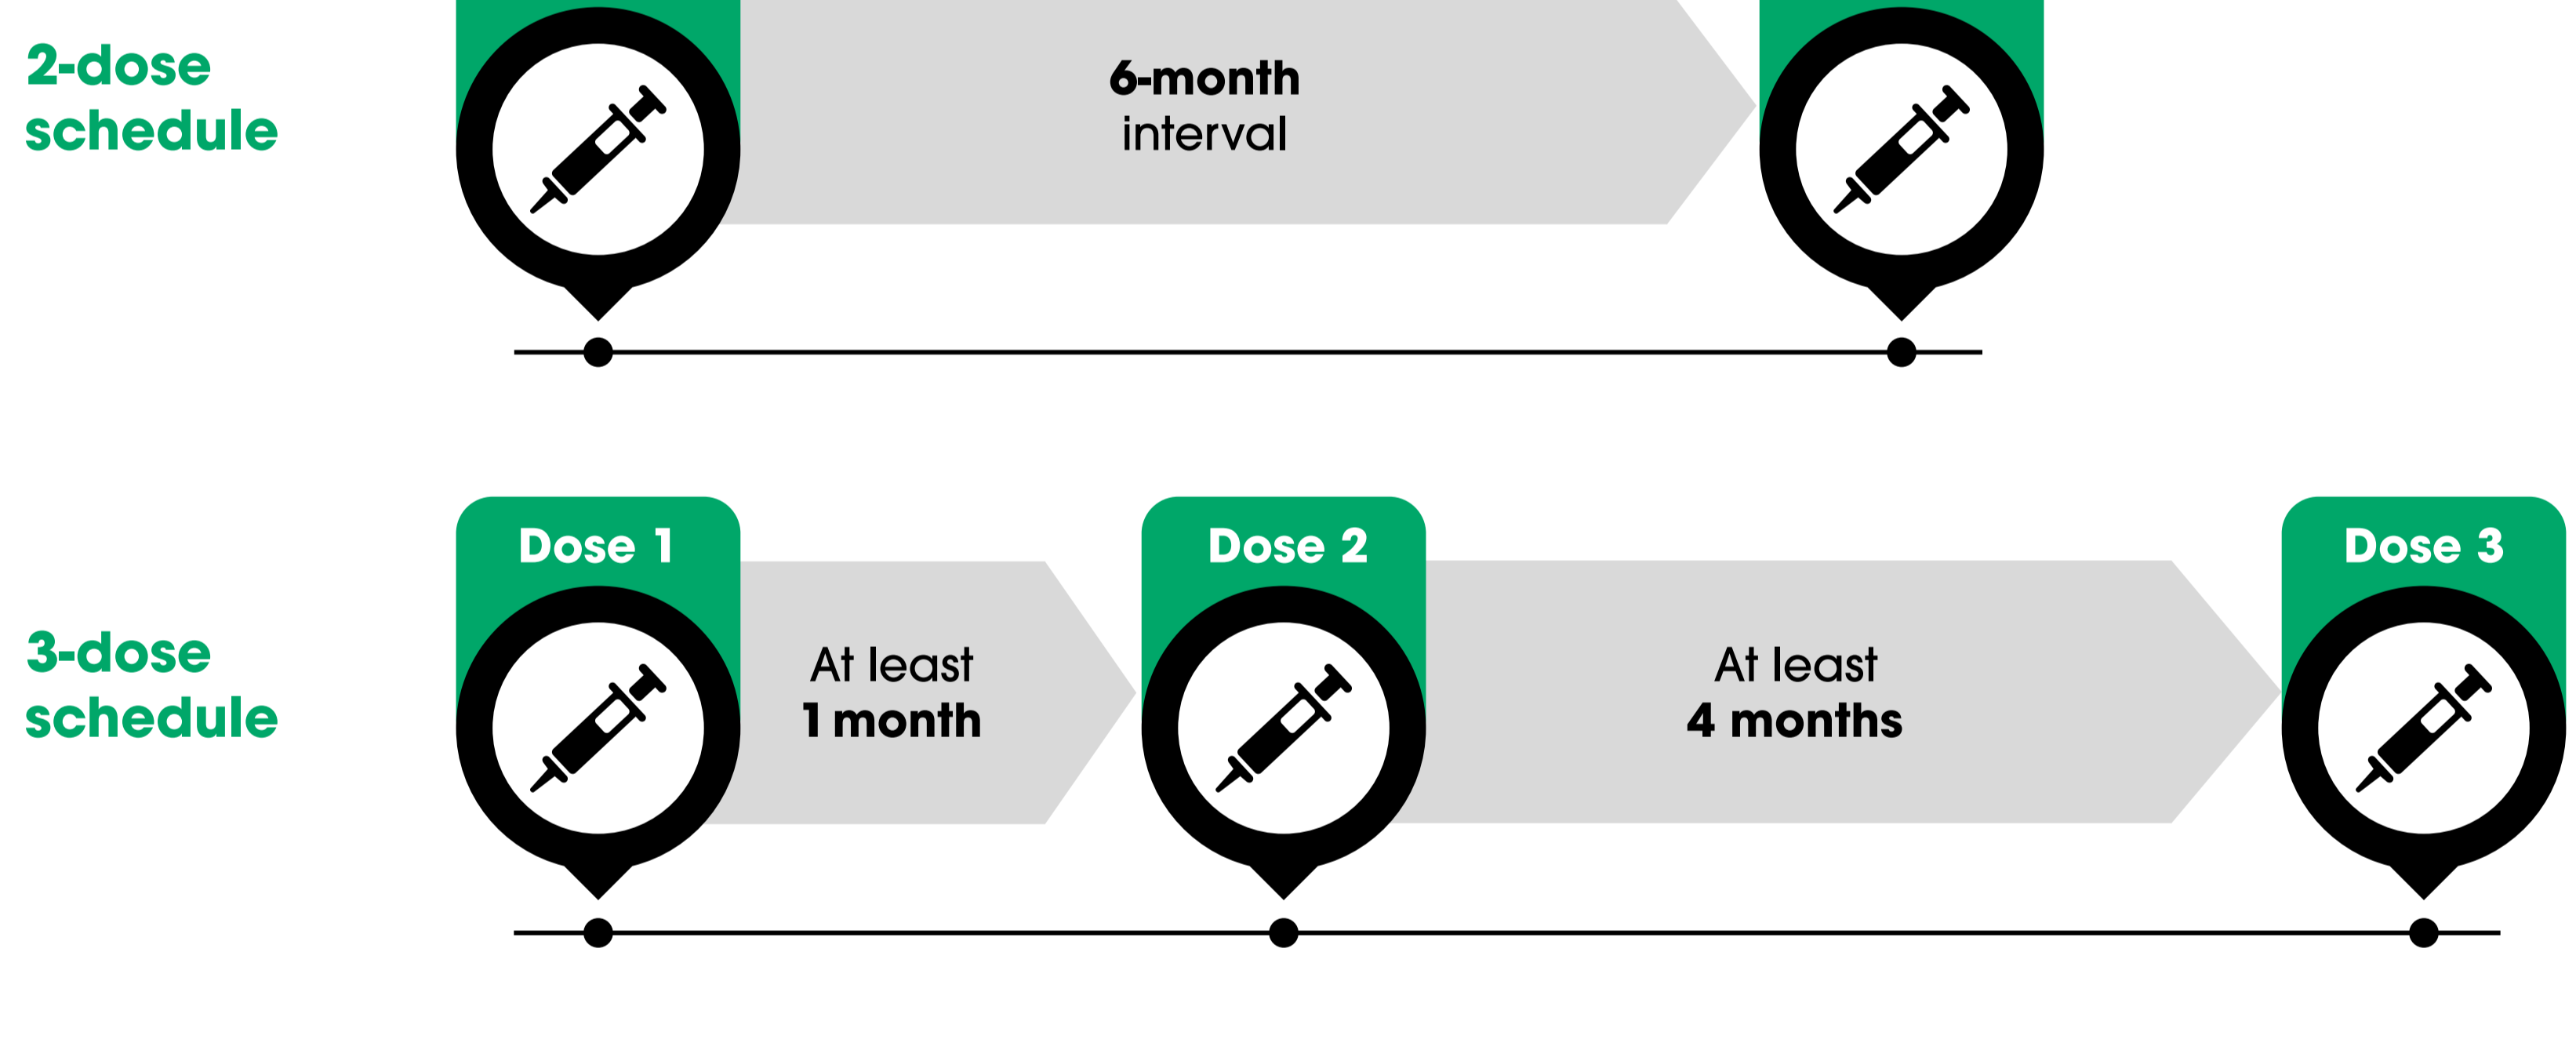 2-dose
schedule
6-month
interval
Dose 1
Dose 2
Dose 3
3-dose
schedule
At least
1 month
At least
4 months